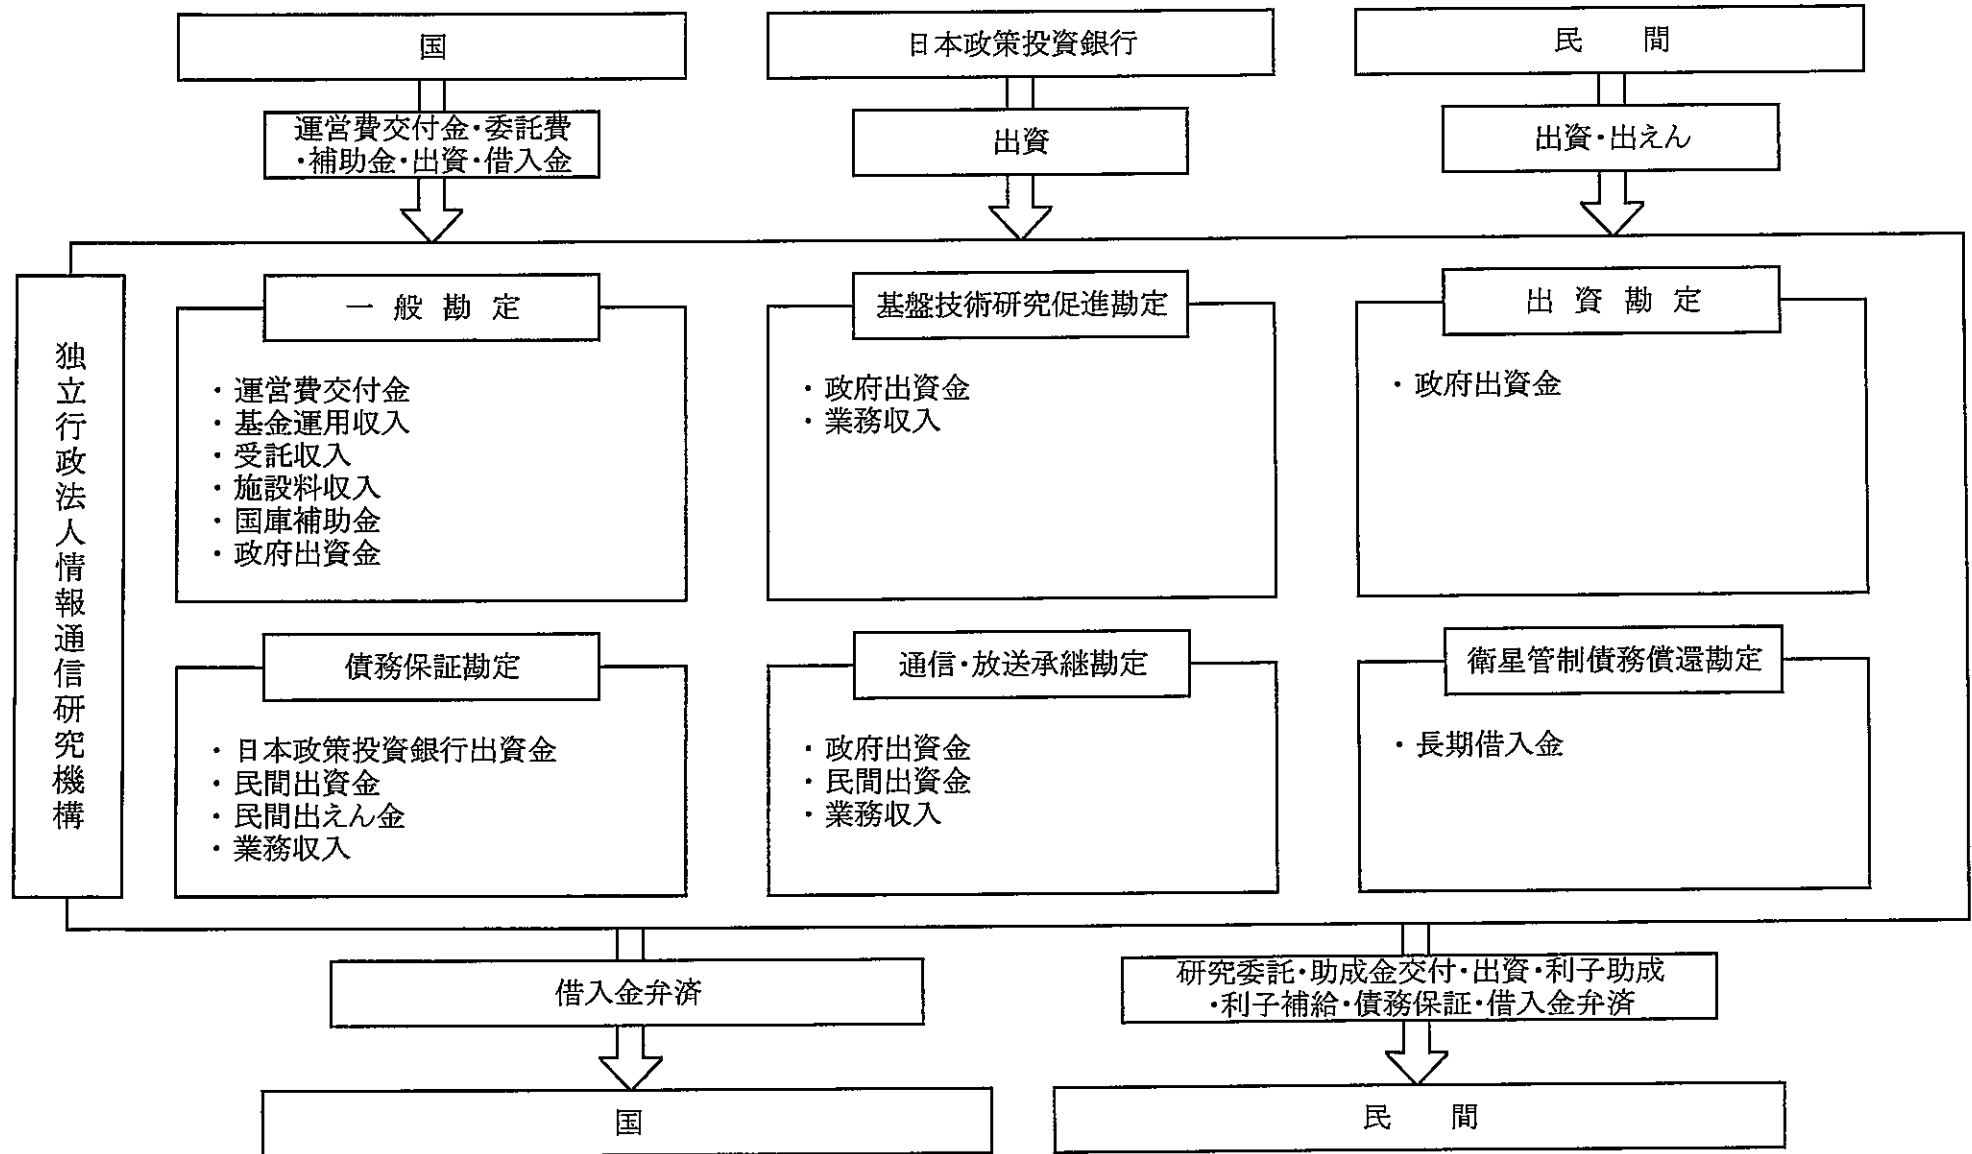 国
日本政策投資銀行
民　間
運営費交付金・委託費
・補助金・出資・借入金
出資
出資・出えん
独立行政法人情報通信研究機構
一般勘定
・運営費交付金
・基金運用収入
・受託収入
・施設料収入
・国庫補助金
・政府出資金
基盤技術研究促進勘定
・政府出資金
・業務収入
出資勘定
・政府出資金
債務保証勘定
・日本政策投資銀行出資金
・民間出資金
・民間出えん金
・業務収入
通信・放送承継勘定
・政府出資金
・民間出資金
・業務収入
衛星管制債務償還勘定
・長期借入金
借入金弁済
研究委託・助成金交付・出資・利子助成
・利子補給・債務保証・借入金弁済
国
民　間